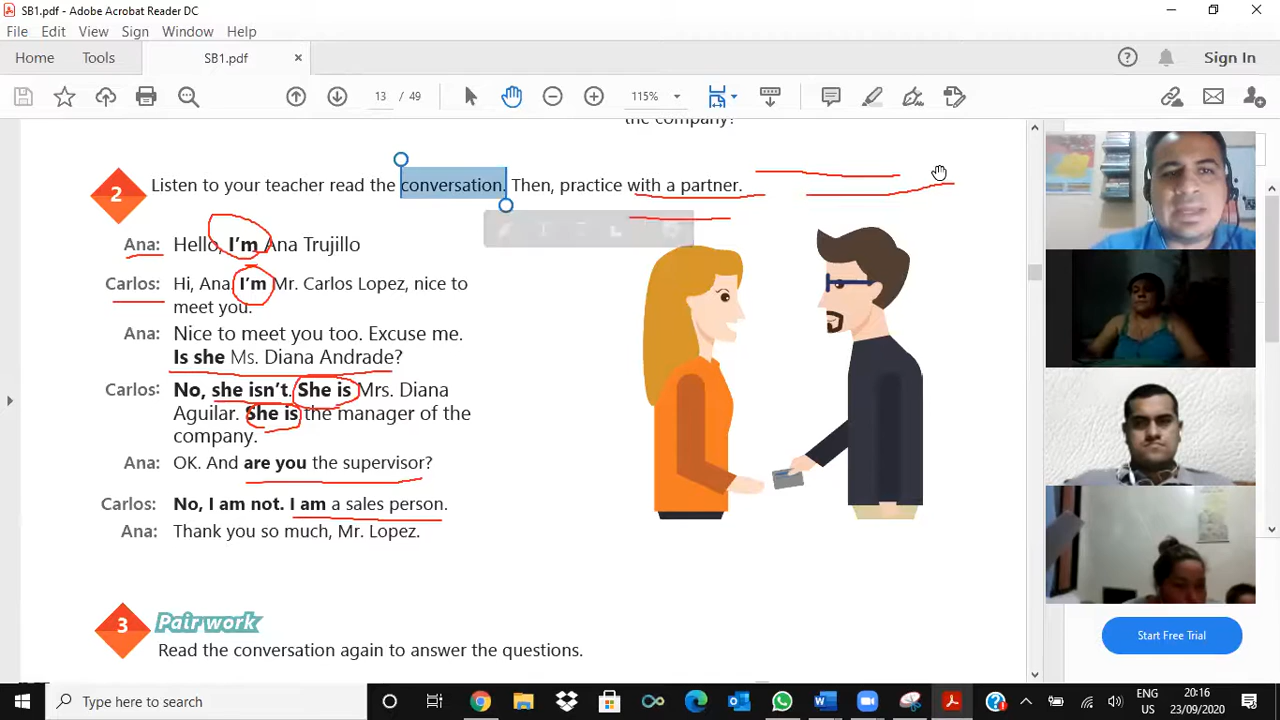 SB1.pdf - Adobe Acrobat Reader DC
File Edit View Sign Window Help
Home Tools SB1.pdf × Sign In
13 / 49 115%
the company?
2 Listen to your teacher read the conversation. Then, practice with a partner.
Ana: Hello, I'm Ana Trujillo
Carlos: Hi, Ana. I'm Mr. Carlos Lopez, nice to
meet you.
Ana: Nice to meet you too. Excuse me.
Is she Ms. Diana Andrade?
Carlos: No, she isn't. She is Mrs. Diana
Aguilar. She is the manager of the
company.
Ana: OK. And are you the supervisor?
Carlos: No, I am not. I am a sales person.
Ana: Thank you so much, Mr. Lopez.
3 Pair work
Read the conversation again to answer the questions.
Start Free Trial
Type here to search
ENG 20:16
US 23/09/2020